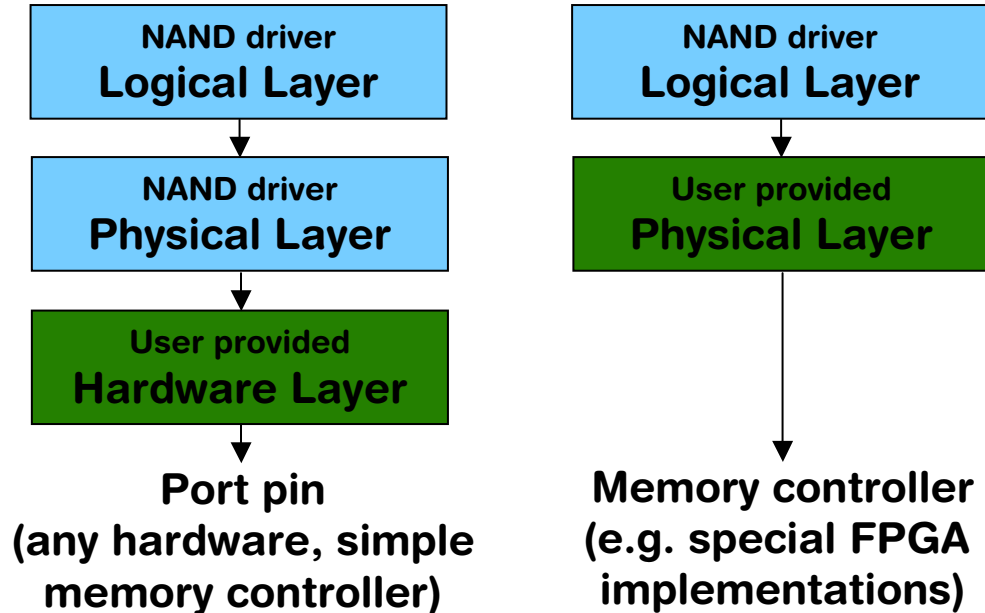 NAND driver
Logical Layer
NAND driver
Physical Layer
User provided
Hardware Layer
Port pin
(any hardware, simple
memory controller)
NAND driver
Logical Layer
User provided
Physical Layer
Memory controller
(e.g. special FPGA
implementations)